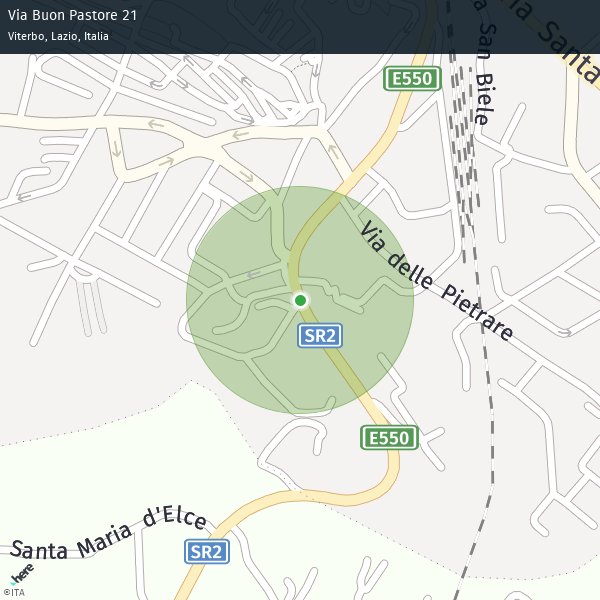 Via Buon Pastore 21
Viterbo, Lazio, Italia
Santa
San Biele
E550
Via delle Pietrare
SR2
E550
Santa Maria d'Elce
SR2
here
©ITA